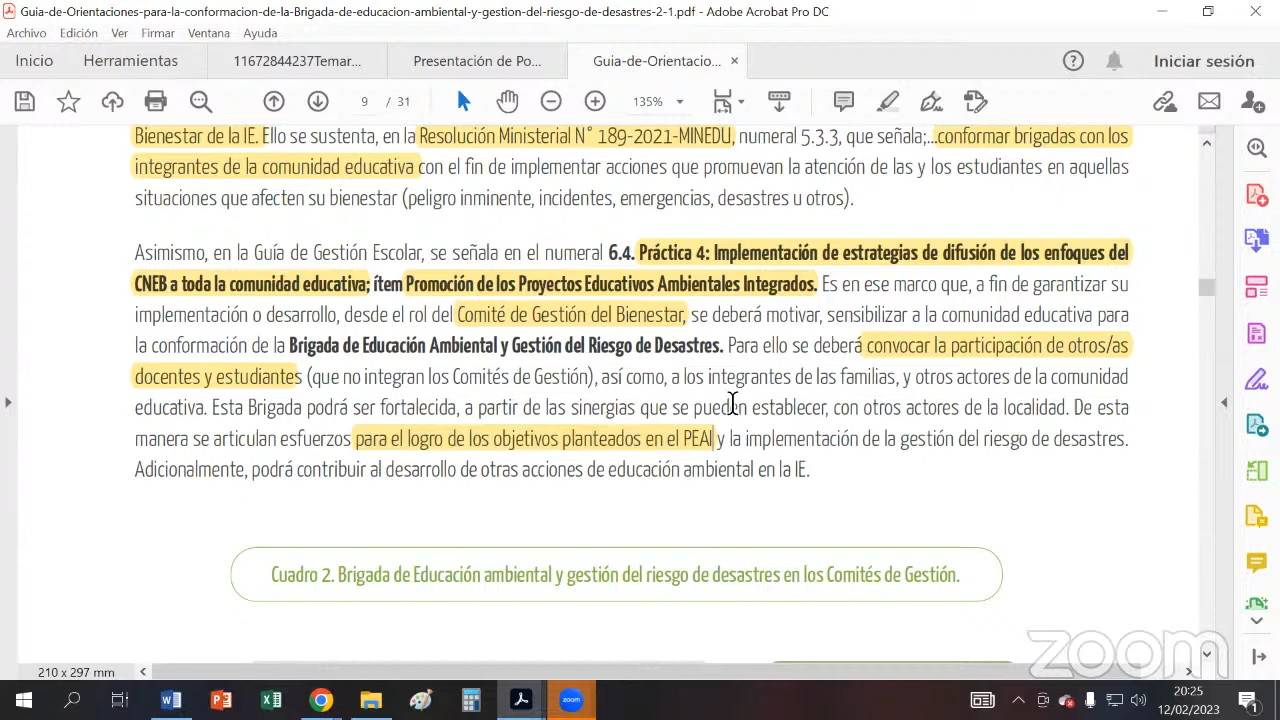 Guia-de-Orientaciones-para-la-conformacion-de-la-Brigada-de-educacion-ambiental-y-gestion-del-riesgo-de-desastres-2-1.pdf - Adobe Acrobat Pro DC
Archivo Edición Ver Firmar Ventana Ayuda
Inicio Herramientas 11672844237Temar... Presentación de Po... Guia-de-Orientacio... × Iniciar sesión
9 / 31 135%
Bienestar de la IE. Ello se sustenta, en la Resolución Ministerial N° 189-2021-MINEDU, numeral 5.3.3, que señala;...conformar brigadas con los
integrantes de la comunidad educativa con el fin de implementar acciones que promuevan la atención de las y los estudiantes en aquellas
situaciones que afecten su bienestar (peligro inminente, incidentes, emergencias, desastres u otros).
Asimismo, en la Guía de Gestión Escolar, se señala en el numeral 6.4. Práctica 4: Implementación de estrategias de difusión de los enfoques del
CNEB a toda la comunidad educativa; ítem Promoción de los Proyectos Educativos Ambientales Integrados. Es en ese marco que, a fin de garantizar su
implementación o desarrollo, desde el rol del Comité de Gestión del Bienestar, se deberá motivar, sensibilizar a la comunidad educativa para
la conformación de la Brigada de Educación Ambiental y Gestión del Riesgo de Desastres. Para ello se deberá convocar la participación de otros/as
docentes y estudiantes (que no integran los Comités de Gestión), así como, a los integrantes de las familias, y otros actores de la comunidad
educativa. Esta Brigada podrá ser fortalecida, a partir de las sinergias que se pueden establecer, con otros actores de la localidad. De esta
manera se articulan esfuerzos para el logro de los objetivos planteados en el PEAI y la implementación de la gestión del riesgo de desastres.
Adicionalmente, podrá contribuir al desarrollo de otras acciones de educación ambiental en la IE.
Cuadro 2. Brigada de Educación ambiental y gestión del riesgo de desastres en los Comités de Gestión.
zoom
210 x 297 mm
zoom
20:25
12/02/2023
1